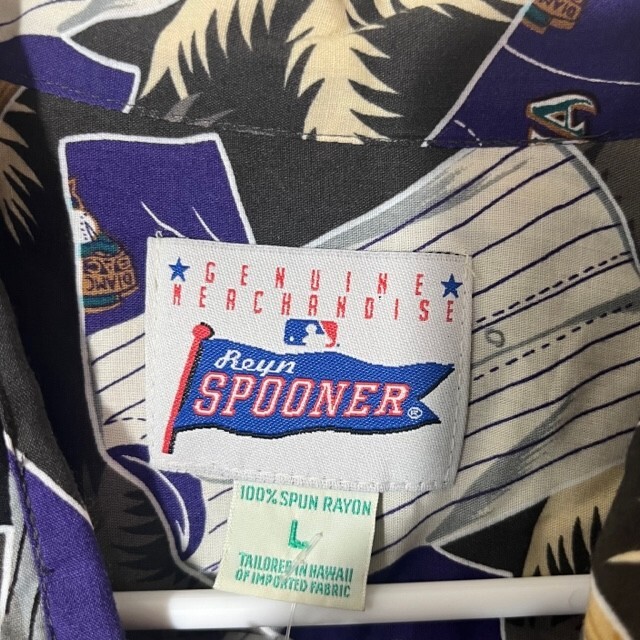 GENUINE
MERCHANDISE
Reyn
SPOONER®
100% SPUN RAYON
L
TAILORED IN HAWAII
OF IMPORTED FABRIC